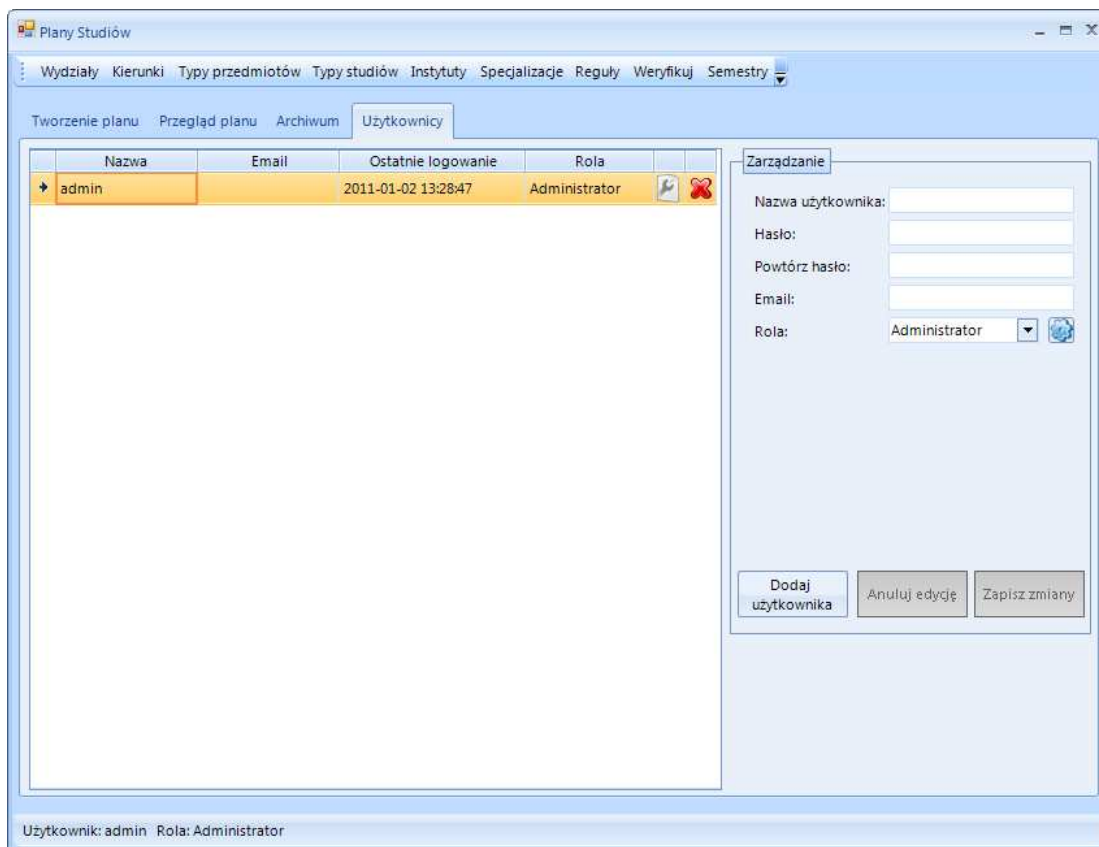 Plany Studiów
Wydziały Kierunki Typy przedmiotów Typy studiów Instytuty Specjalizacje Reguły Weryfikuj Semestry
Tworzenie planu Przegląd planu Archiwum Użytkownicy
Nazwa Email Ostatnie logowanie Rola
admin 2011-01-02 13:28:47 Administrator
Zarządzanie
Nazwa użytkownika:
Hasło:
Powtórz hasło:
Email:
Rola: Administrator
Dodaj
użytkownika
Anuluj edycję
Zapisz zmiany
Użytkownik: admin Rola: Administrator